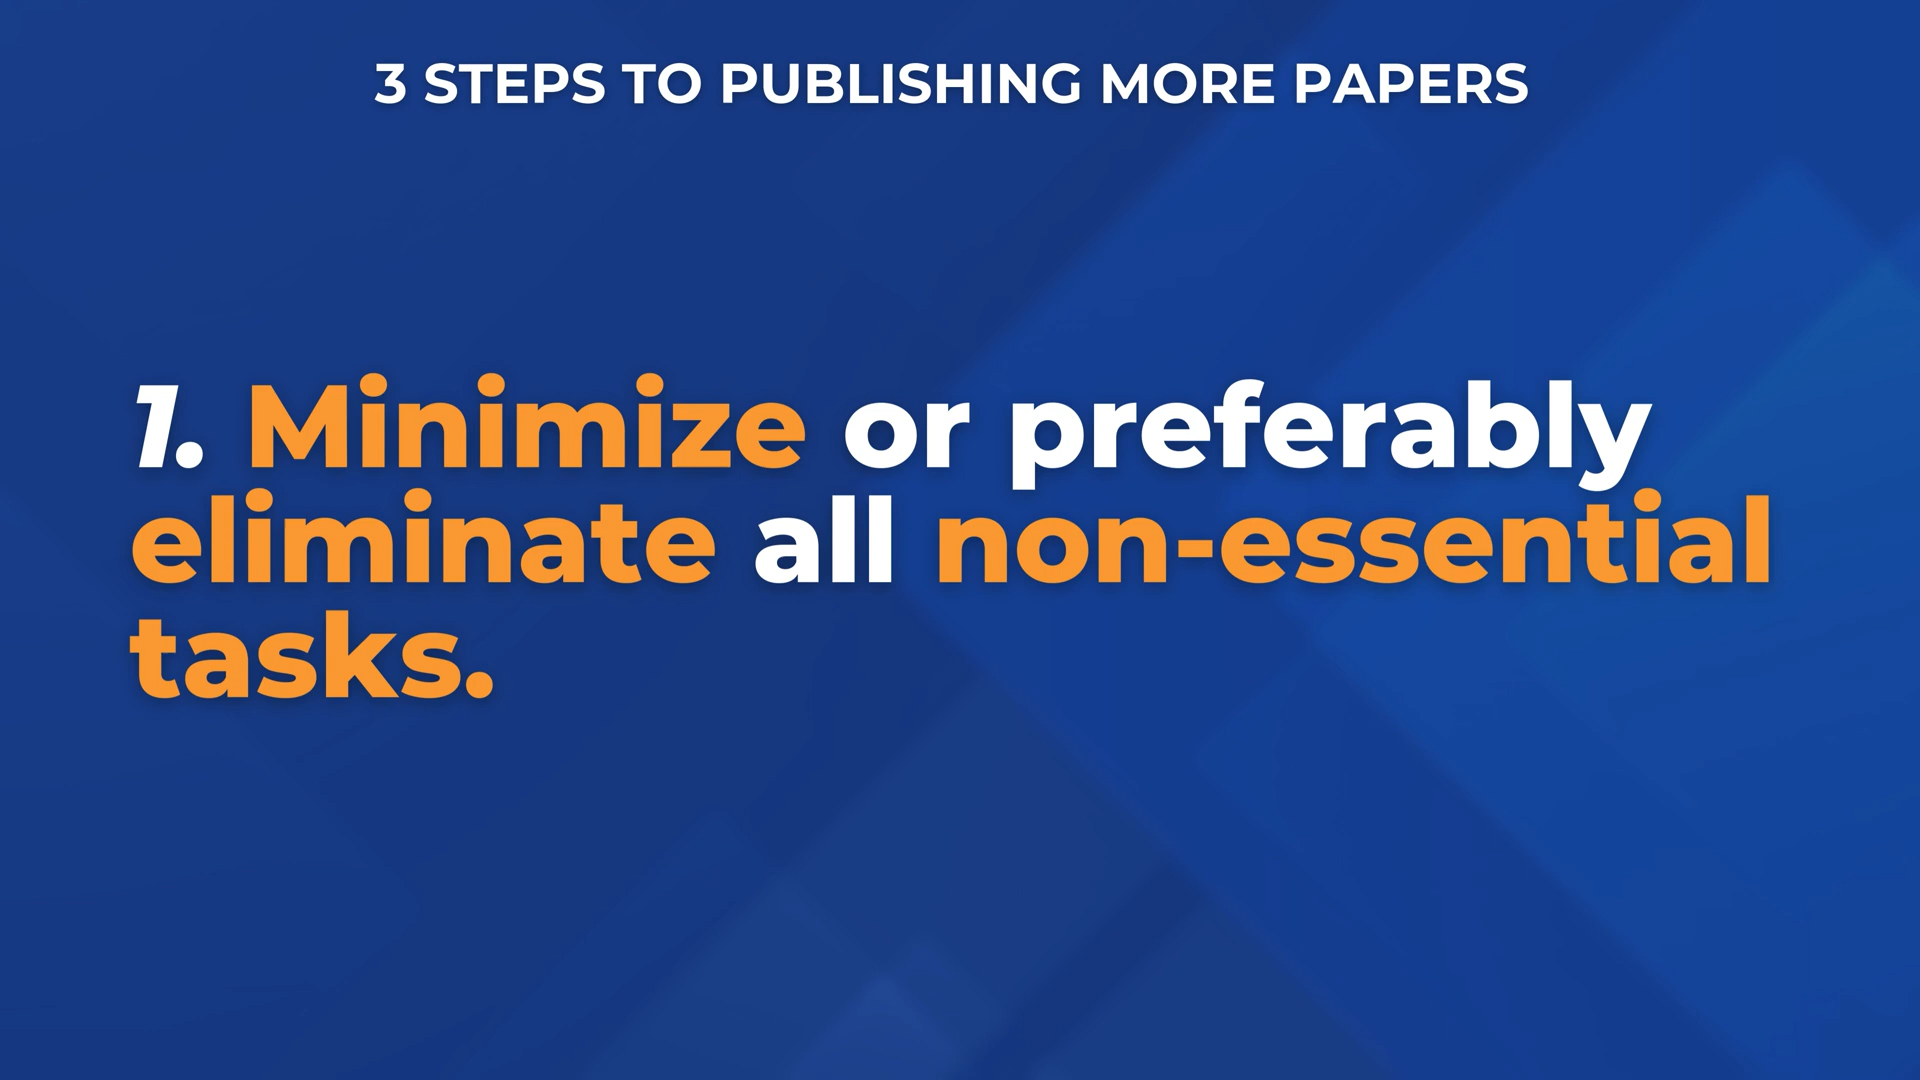 3 STEPS TO PUBLISHING MORE PAPERS
1. Minimize or preferably
eliminate all non-essential
tasks.